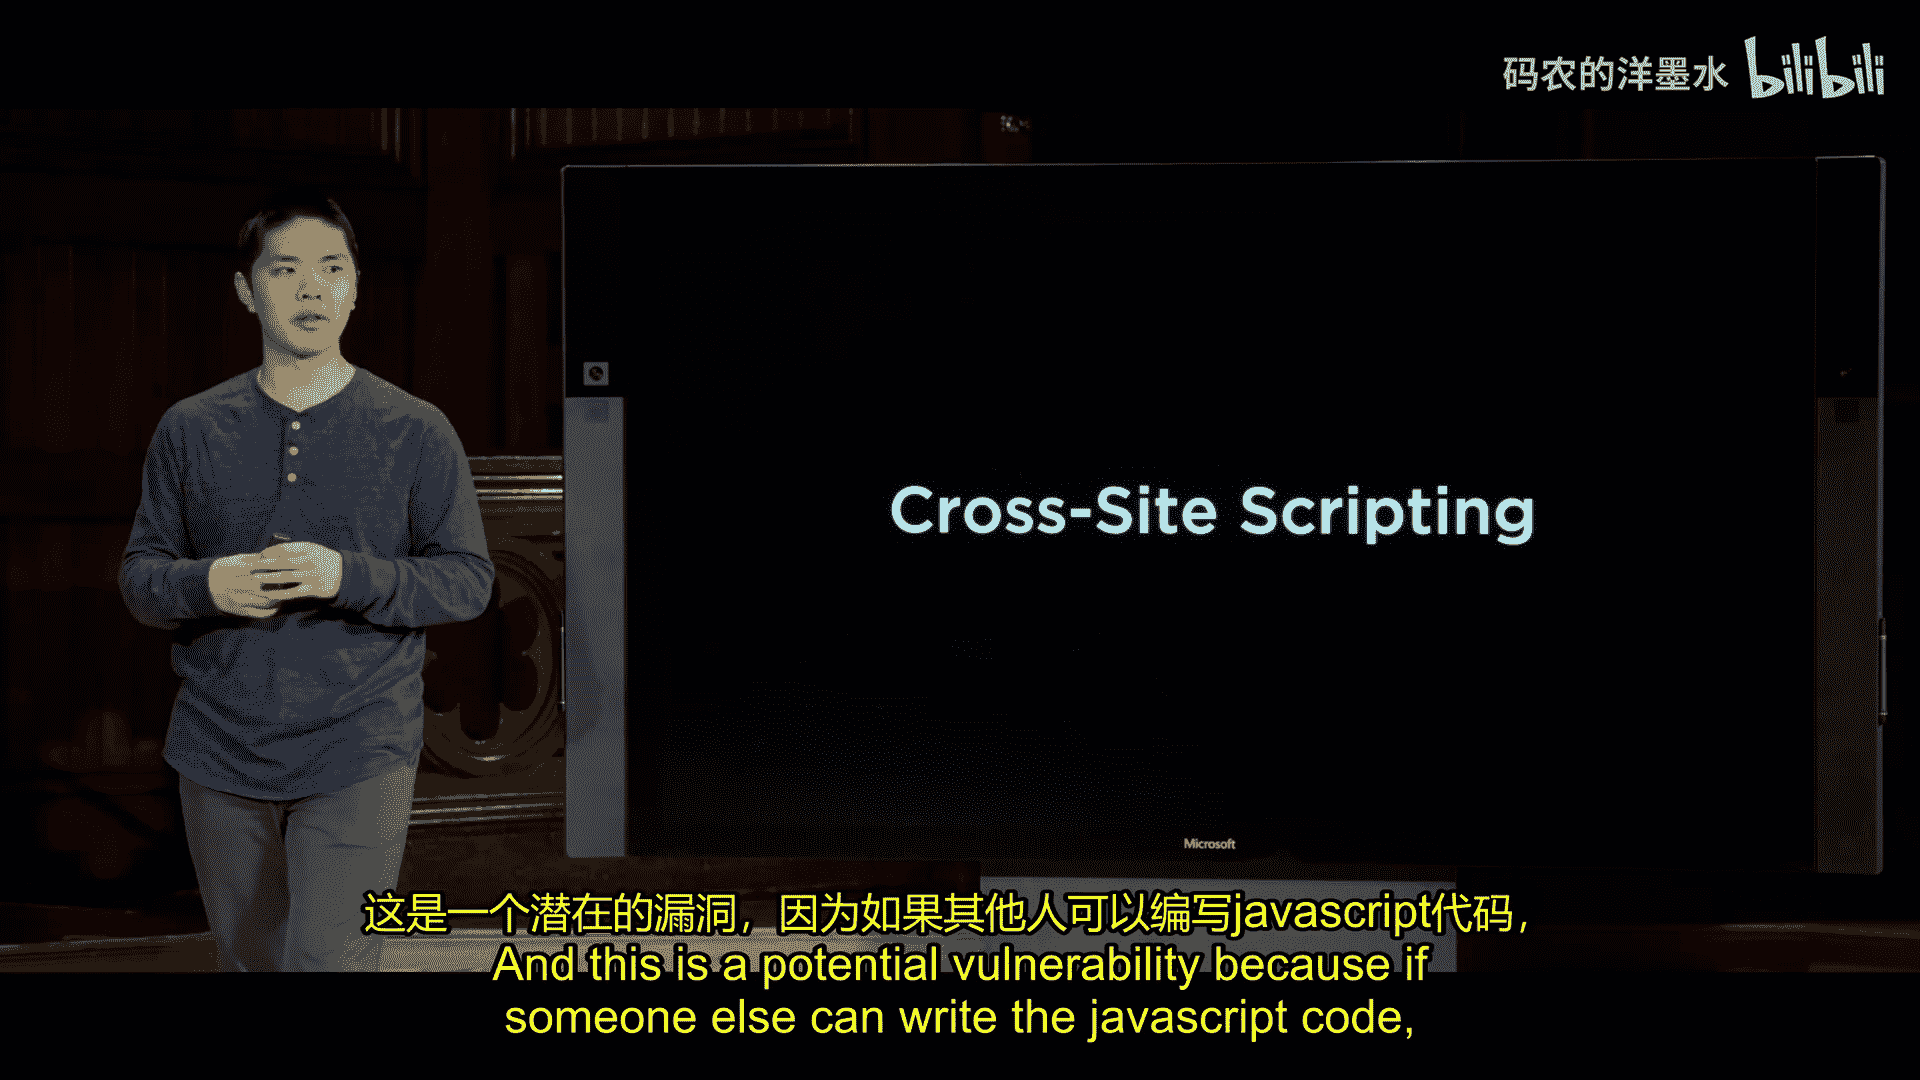 码农的洋墨水 bilibili
Cross-Site Scripting
Microsoft
这是一个潜在的漏洞，因为如果其他人可以编写javascript代码，
And this is a potential vulnerability because if
someone else can write the javascript code,